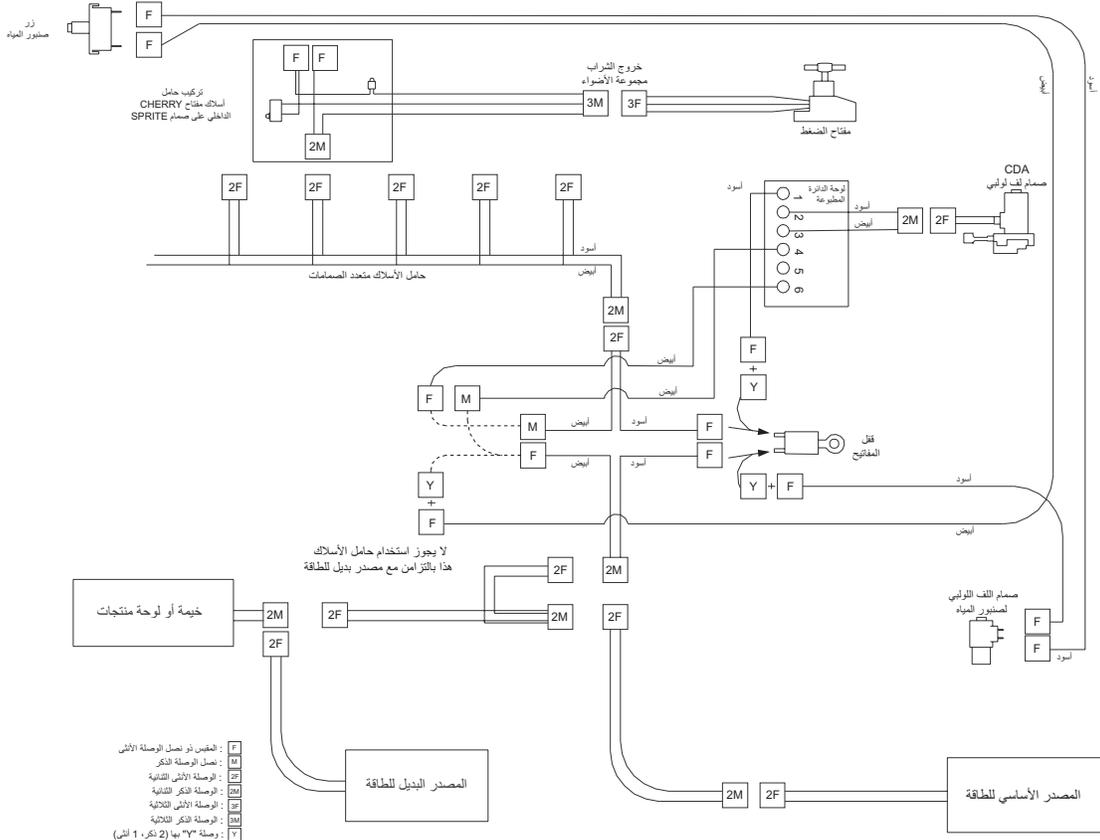 زر
صنبور المياه
F
F
أسود
أبيض
F
F
تركيب حامل
أسلاك مفتاح CHERRY
الداخلي على صمام SPRITE
2M
خروج الشراب
مجموعة الأضواء
3M
3F
مفتاح الضغط
2F
2F
2F
2F
2F
أسود
أبيض
حامل الأسلاك متعدد الصمامات
أسود
لوحة الدائرة
المطبوعة
1
2
3
4
5
6
أسود
أبيض
2M
2F
CDA
صمام لف لولبي
2M
2F
أبيض
أبيض
F
+
Y
F
M
M
أبيض
أسود
F
F
أبيض
أسود
F
قفل
المفاتيح
Y
+
F
Y
+
F
أسود
أبيض
لا يجوز استخدام حامل الأسلاك
هذا بالتزامن مع مصدر بديل للطاقة
2F
2M
خيمة أو لوحة منتجات
2M
2F
2M
2F
2F
صمام اللف اللولبي
لصنبور المياه
F
F
أسود
المصدر البديل للطاقة
2M
2F
المصدر الأساسي للطاقة
F : المقبس ذو نصل الوصلة الأنثى
M : نصل الوصلة الذكر
2F : الوصلة الأنثى الثنائية
2M : الوصلة الذكر الثنائية
3F : الوصلة الأنثى الثلاثية
3M : الوصلة الذكر الثلاثية
Y : وصلة "Y" بها (2 ذكر، 1 أنثى)